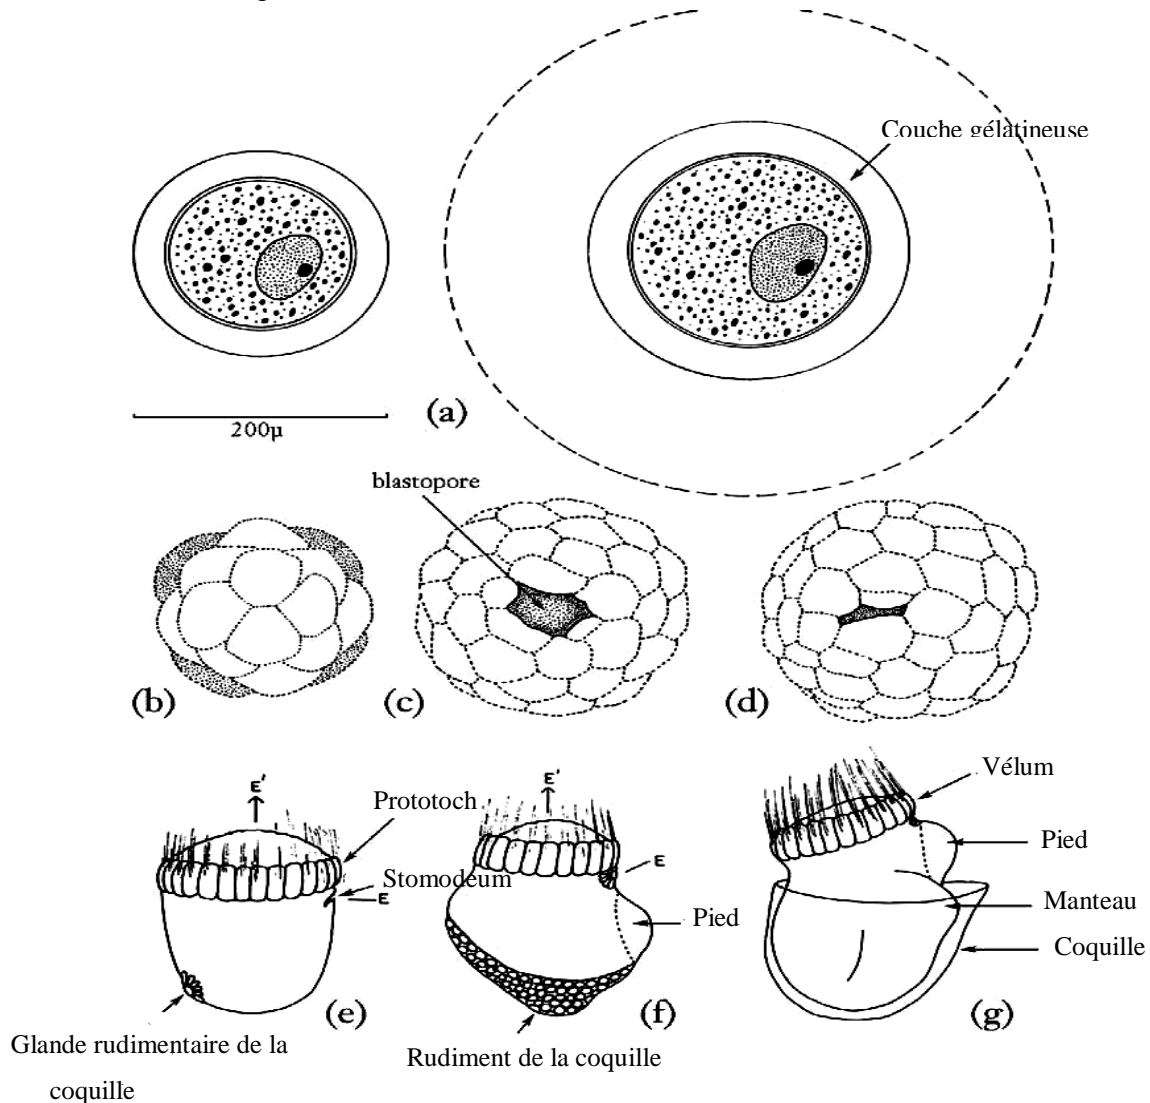 Couche gélatineuse
(a)
200µ
blastopore
(b)
(c)
(d)
E'
Prototoch
Stomodeum
E
(e)
Glande rudimentaire de la
coquille
E'
E
Pied
(f)
Rudiment de la coquille
Vélum
Pied
Manteau
Coquille
(g)